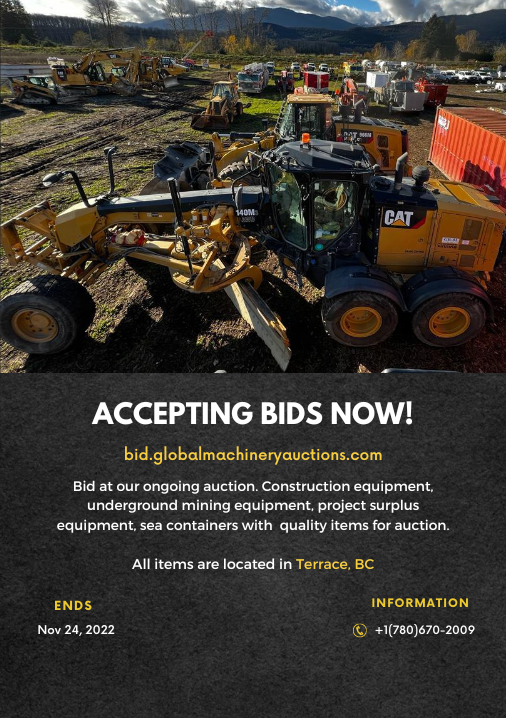 140M
CAT
ACCEPTING BIDS NOW!
bid.globalmachineryauctions.com
Bid at our ongoing auction. Construction equipment,
underground mining equipment, project surplus
equipment, sea containers with quality items for auction.
All items are located in Terrace, BC
ENDS
INFORMATION
Nov 24, 2022
+1(780)670-2009